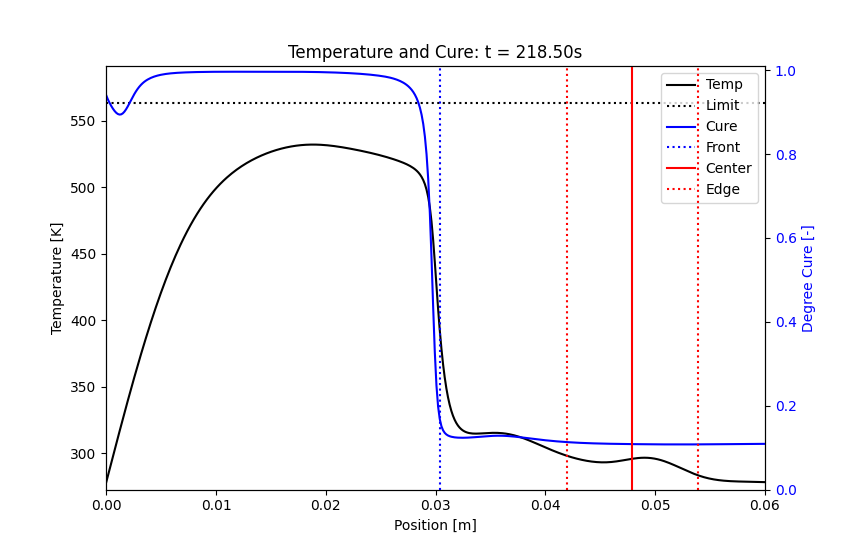 Temperature and Cure: t = 218.50s
Temperature [K]
550
500
450
400
350
300
1.0
0.8
0.6
0.4
0.2
0.0
Degree Cure [-]
Temp
Limit
Cure
Front
Center
Edge
0.00
0.01
0.02
0.03
0.04
0.05
0.06
Position [m]